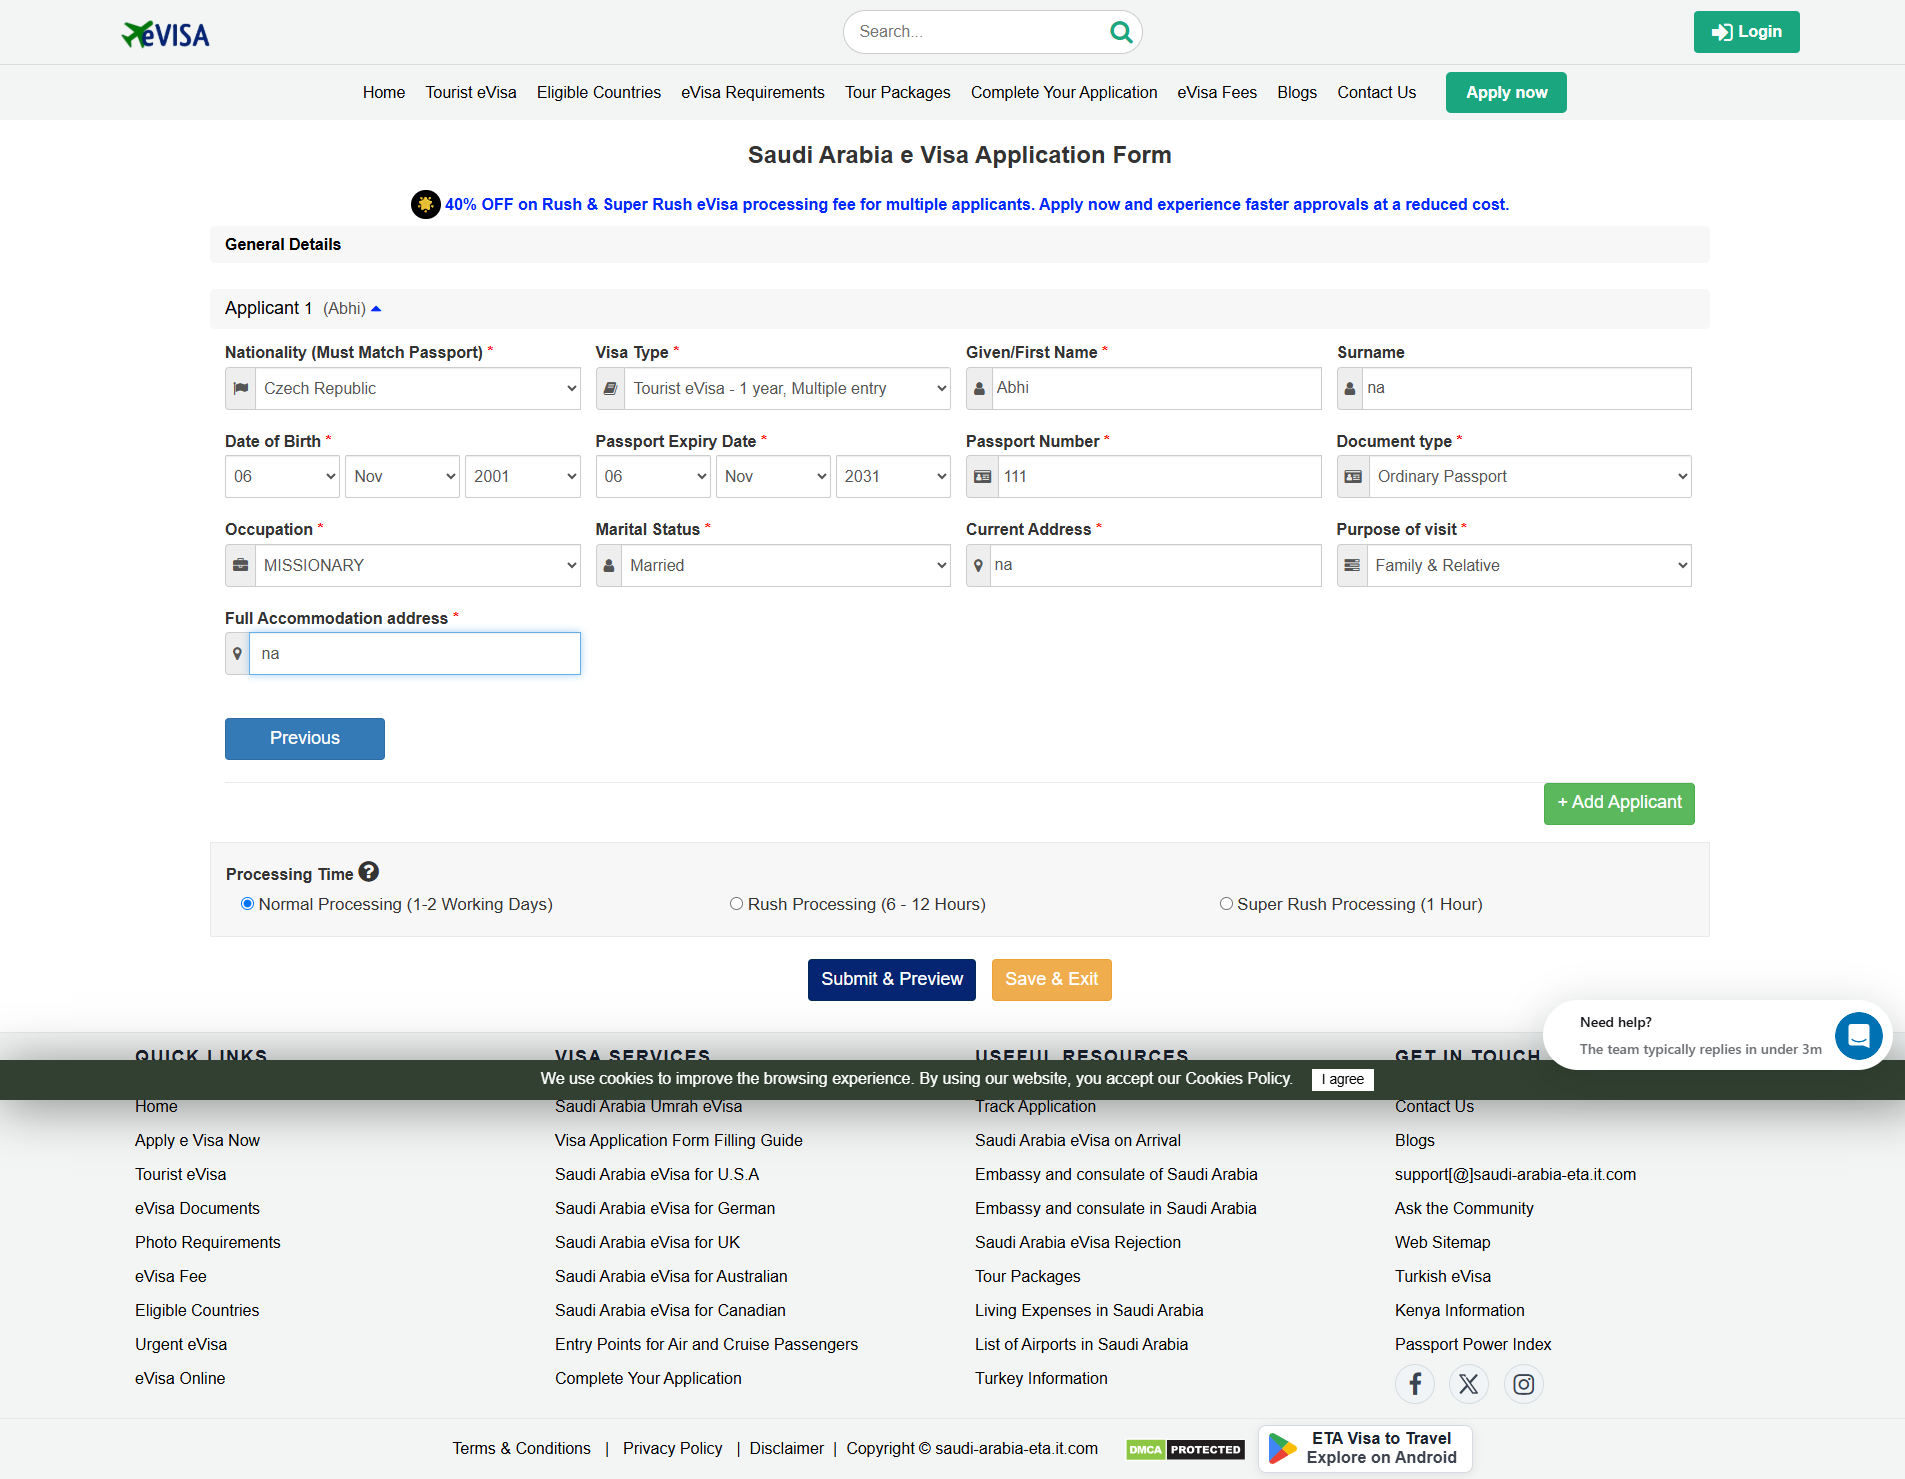 eVISA
Search...
Login
Home Tourist eVisa Eligible Countries eVisa Requirements Tour Packages Complete Your Application eVisa Fees Blogs Contact Us Apply now
Saudi Arabia e Visa Application Form
40% OFF on Rush & Super Rush eVisa processing fee for multiple applicants. Apply now and experience faster approvals at a reduced cost.
General Details
Applicant 1 (Abhi)
Nationality (Must Match Passport) * Visa Type * Given/First Name * Surname
Czech Republic Tourist eVisa - 1 year, Multiple entry Abhi na
Date of Birth * Passport Expiry Date * Passport Number * Document type *
06 Nov 2001 06 Nov 2031 111 Ordinary Passport
Occupation * Marital Status * Current Address * Purpose of visit *
MISSIONARY Married na Family & Relative
Full Accommodation address *
na
Previous
+ Add Applicant
Processing Time ?
Normal Processing (1-2 Working Days) Rush Processing (6 - 12 Hours) Super Rush Processing (1 Hour)
Submit & Preview Save & Exit
Need help?
The team typically replies in under 3m
QUICK LINKS VISA SERVICES USEFUL RESOURCES GET IN TOUCH
We use cookies to improve the browsing experience. By using our website, you accept our Cookies Policy. I agree
Home Saudi Arabia Umrah eVisa Track Application Contact Us
Apply e Visa Now Visa Application Form Filling Guide Saudi Arabia eVisa on Arrival Blogs
Tourist eVisa Saudi Arabia eVisa for U.S.A Embassy and consulate of Saudi Arabia support[@]saudi-arabia-eta.it.com
eVisa Documents Saudi Arabia eVisa for German Embassy and consulate in Saudi Arabia Ask the Community
Photo Requirements Saudi Arabia eVisa for UK Saudi Arabia eVisa Rejection Web Sitemap
eVisa Fee Saudi Arabia eVisa for Australian Tour Packages Turkish eVisa
Eligible Countries Saudi Arabia eVisa for Canadian Living Expenses in Saudi Arabia Kenya Information
Urgent eVisa Entry Points for Air and Cruise Passengers List of Airports in Saudi Arabia Passport Power Index
eVisa Online Complete Your Application Turkey Information
Terms & Conditions | Privacy Policy | Disclaimer | Copyright © saudi-arabia-eta.it.com DMCA PROTECTED
ETA Visa to Travel
Explore on Android